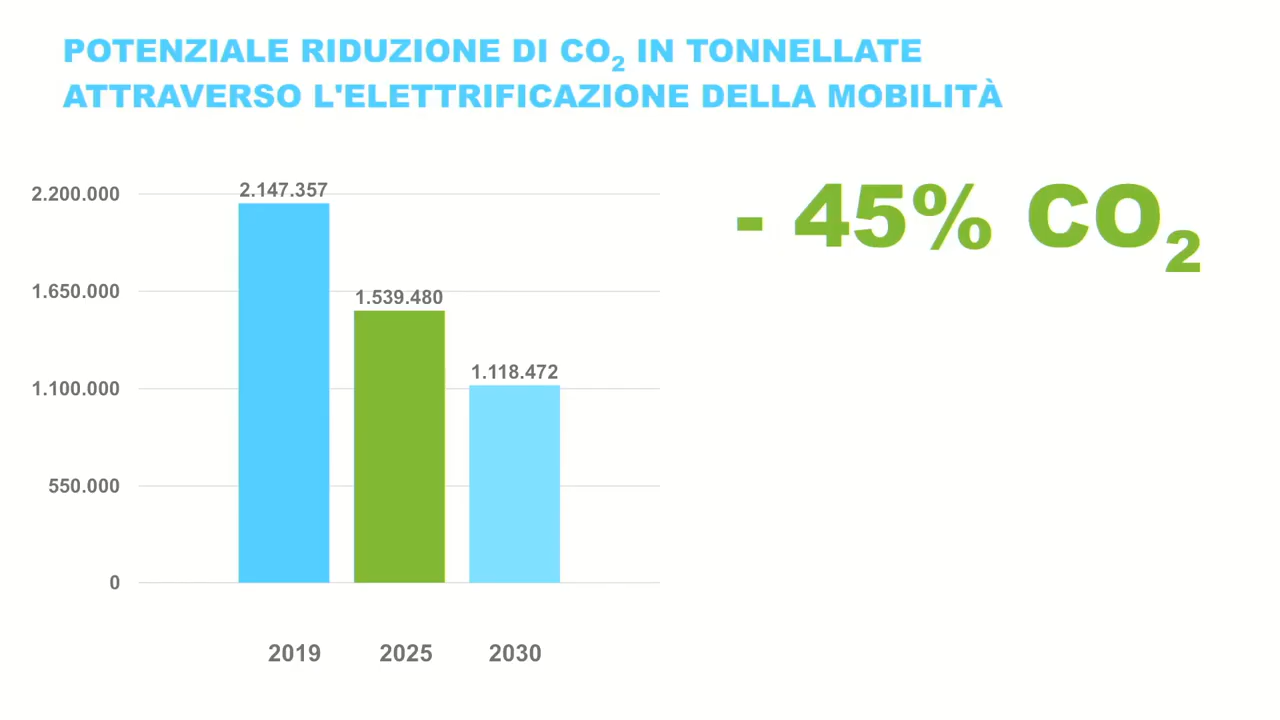 POTENZIALE RIDUZIONE DI CO₂ IN TONNELLATE
ATTRAVERSO L'ELETTRIFICAZIONE DELLA MOBILITÀ
- 45% CO₂
2.200.000
1.650.000
1.100.000
550.000
0
2.147.357
1.539.480
1.118.472
2019 2025 2030